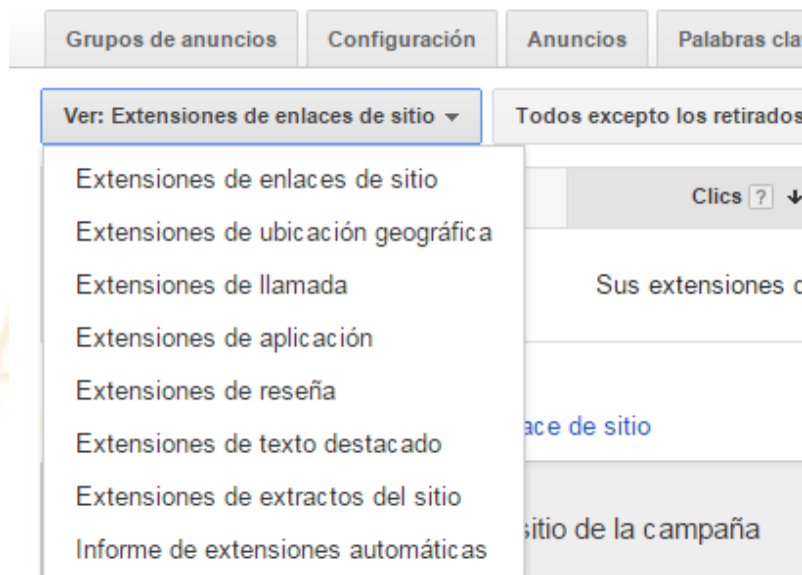 Grupos de anuncios Configuración Anuncios Palabras cla
Ver: Extensiones de enlaces de sitio Todos excepto los retirados
Extensiones de enlaces de sitio Clics ?
Extensiones de ubicación geográfica
Extensiones de llamada Sus extensiones d
Extensiones de aplicación
Extensiones de reseña
Extensiones de texto destacado ace de sitio
Extensiones de extractos del sitio
Informe de extensiones automáticas sitio de la campaña